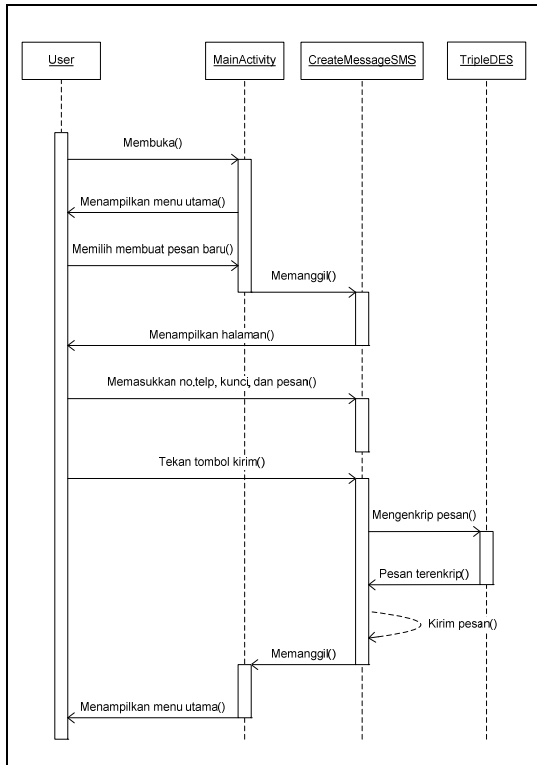 User
MainActivity
CreateMessageSMS
TripleDES
Membuka()
Menampilkan menu utama()
Memilih membuat pesan baru()
Memanggil()
Menampilkan halaman()
Memasukkan no.telp, kunci, dan pesan()
Tekan tombol kirim()
Mengenkrip pesan()
Pesan terenkrip()
Kirim pesan()
Memanggil()
Menampilkan menu utama()